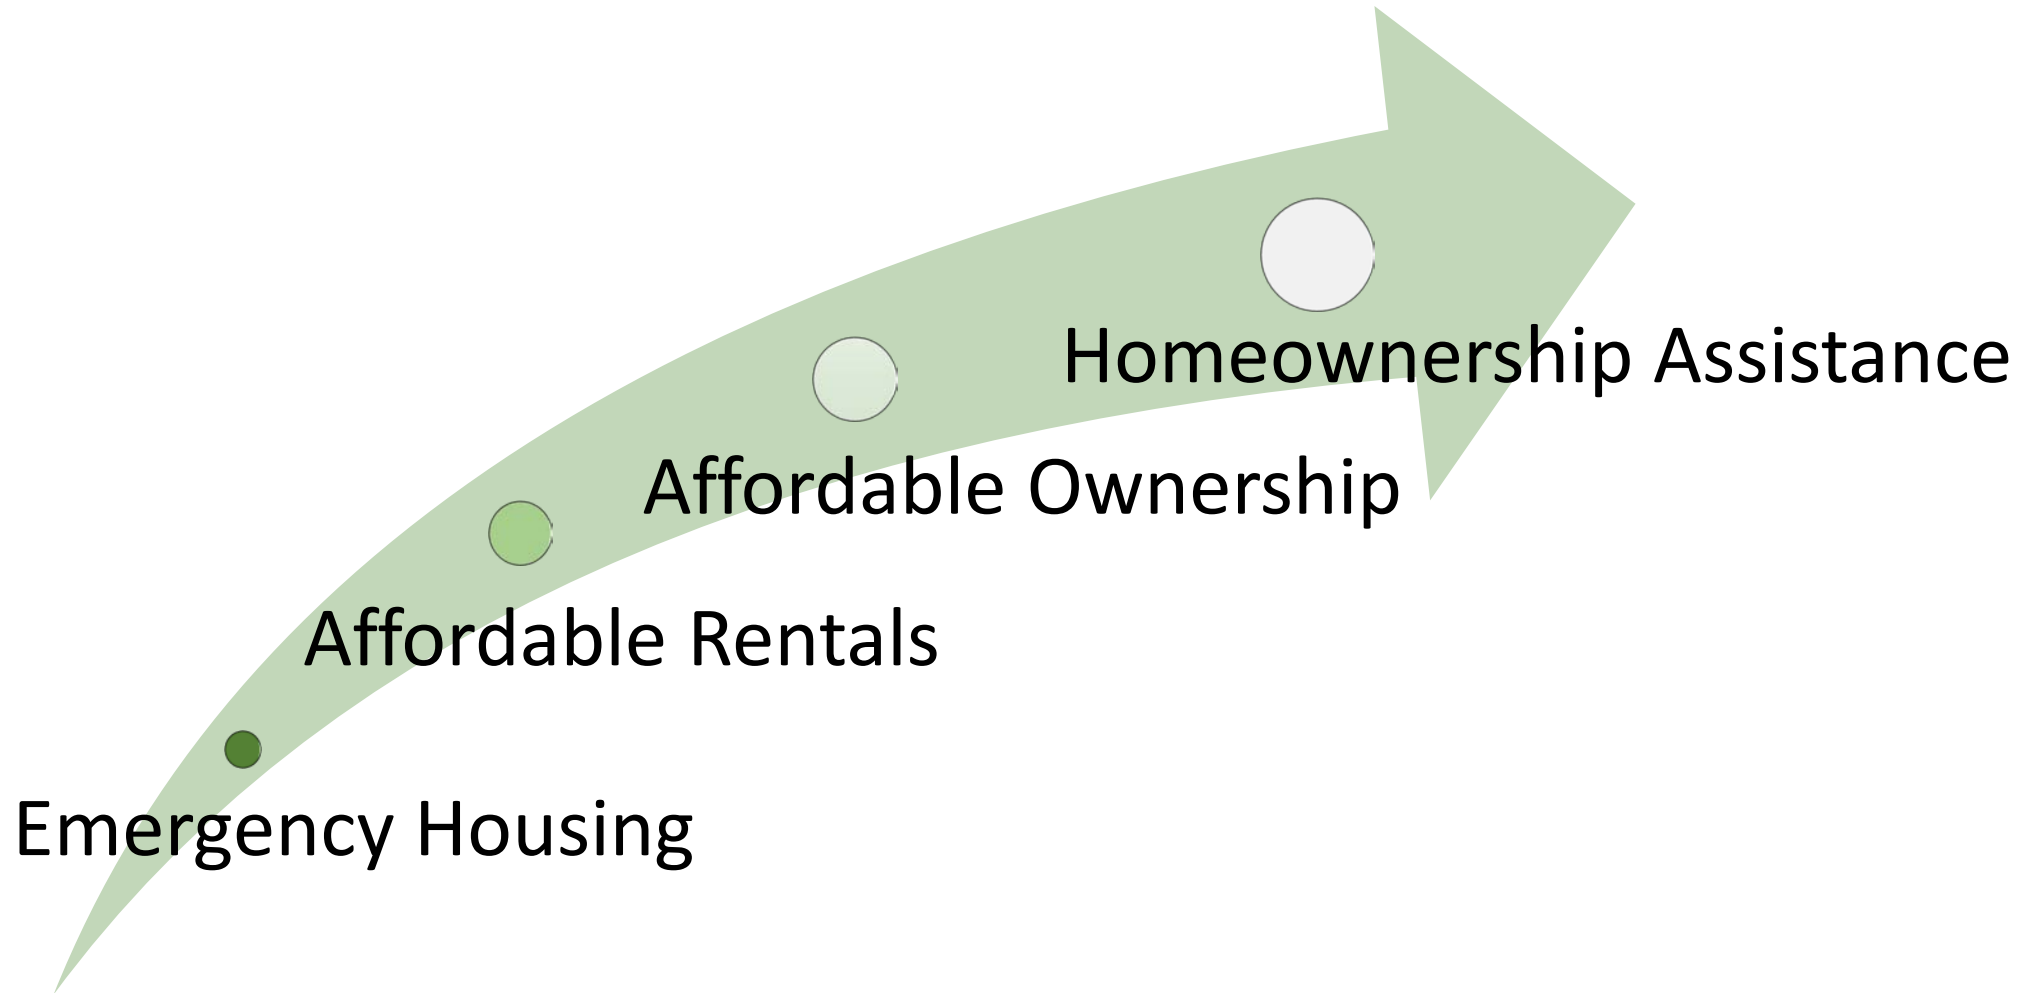 Homeownership Assistance
Affordable Ownership
Affordable Rentals
Emergency Housing